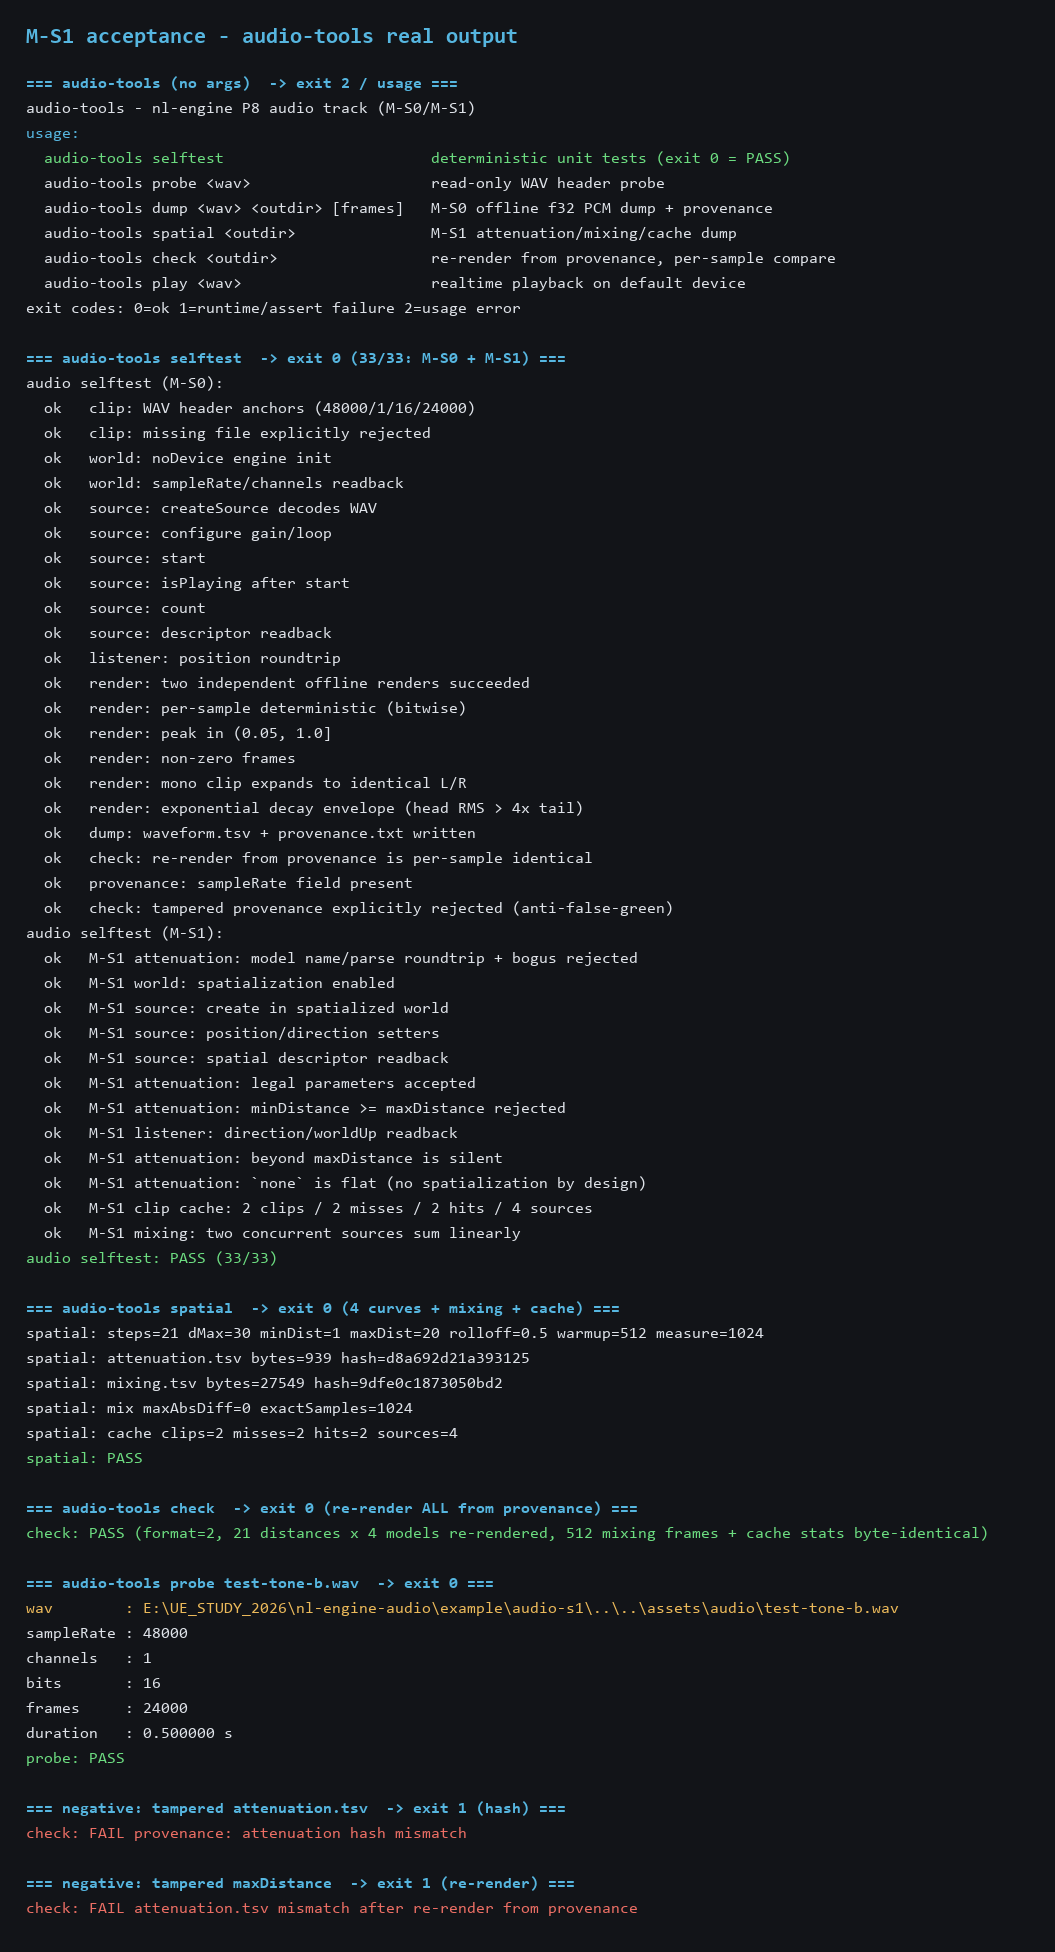 M-S1 acceptance - audio-tools real output
=== audio-tools (no args)  -> exit 2 / usage ===
audio-tools - nl-engine P8 audio track (M-S0/M-S1)
usage:
  audio-tools selftest                       deterministic unit tests (exit 0 = PASS)
  audio-tools probe <wav>                    read-only WAV header probe
  audio-tools dump <wav> <outdir> [frames]   M-S0 offline f32 PCM dump + provenance
  audio-tools spatial <outdir>               M-S1 attenuation/mixing/cache dump
  audio-tools check <outdir>                 re-render from provenance, per-sample compare
  audio-tools play <wav>                     realtime playback on default device
exit codes: 0=ok 1=runtime/assert failure 2=usage error
=== audio-tools selftest  -> exit 0 (33/33: M-S0 + M-S1) ===
audio selftest (M-S0):
  ok   clip: WAV header anchors (48000/1/16/24000)
  ok   clip: missing file explicitly rejected
  ok   world: noDevice engine init
  ok   world: sampleRate/channels readback
  ok   source: createSource decodes WAV
  ok   source: configure gain/loop
  ok   source: start
  ok   source: isPlaying after start
  ok   source: count
  ok   source: descriptor readback
  ok   listener: position roundtrip
  ok   render: two independent offline renders succeeded
  ok   render: per-sample deterministic (bitwise)
  ok   render: peak in (0.05, 1.0]
  ok   render: non-zero frames
  ok   render: mono clip expands to identical L/R
  ok   render: exponential decay envelope (head RMS > 4x tail)
  ok   dump: waveform.tsv + provenance.txt written
  ok   check: re-render from provenance is per-sample identical
  ok   provenance: sampleRate field present
  ok   check: tampered provenance explicitly rejected (anti-false-green)
audio selftest (M-S1):
  ok   M-S1 attenuation: model name/parse roundtrip + bogus rejected
  ok   M-S1 world: spatialization enabled
  ok   M-S1 source: create in spatialized world
  ok   M-S1 source: position/direction setters
  ok   M-S1 source: spatial descriptor readback
  ok   M-S1 attenuation: legal parameters accepted
  ok   M-S1 attenuation: minDistance >= maxDistance rejected
  ok   M-S1 listener: direction/worldUp readback
  ok   M-S1 attenuation: beyond maxDistance is silent
  ok   M-S1 attenuation: `none` is flat (no spatialization by design)
  ok   M-S1 clip cache: 2 clips / 2 misses / 2 hits / 4 sources
  ok   M-S1 mixing: two concurrent sources sum linearly
audio selftest: PASS (33/33)
=== audio-tools spatial  -> exit 0 (4 curves + mixing + cache) ===
spatial: steps=21 dMax=30 minDist=1 maxDist=20 rolloff=0.5 warmup=512 measure=1024
spatial: attenuation.tsv bytes=939 hash=d8a692d21a393125
spatial: mixing.tsv bytes=27549 hash=9dfe0c1873050bd2
spatial: mix maxAbsDiff=0 exactSamples=1024
spatial: cache clips=2 misses=2 hits=2 sources=4
spatial: PASS
=== audio-tools check  -> exit 0 (re-render ALL from provenance) ===
check: PASS (format=2, 21 distances x 4 models re-rendered, 512 mixing frames + cache stats byte-identical)
=== audio-tools probe test-tone-b.wav  -> exit 0 ===
wav        : E:\UE_STUDY_2026\nl-engine-audio\example\audio-s1\..\..\assets\audio\test-tone-b.wav
sampleRate : 48000
channels   : 1
bits       : 16
frames     : 24000
duration   : 0.500000 s
probe: PASS
=== negative: tampered attenuation.tsv  -> exit 1 (hash) ===
check: FAIL provenance: attenuation hash mismatch
=== negative: tampered maxDistance  -> exit 1 (re-render) ===
check: FAIL attenuation.tsv mismatch after re-render from provenance